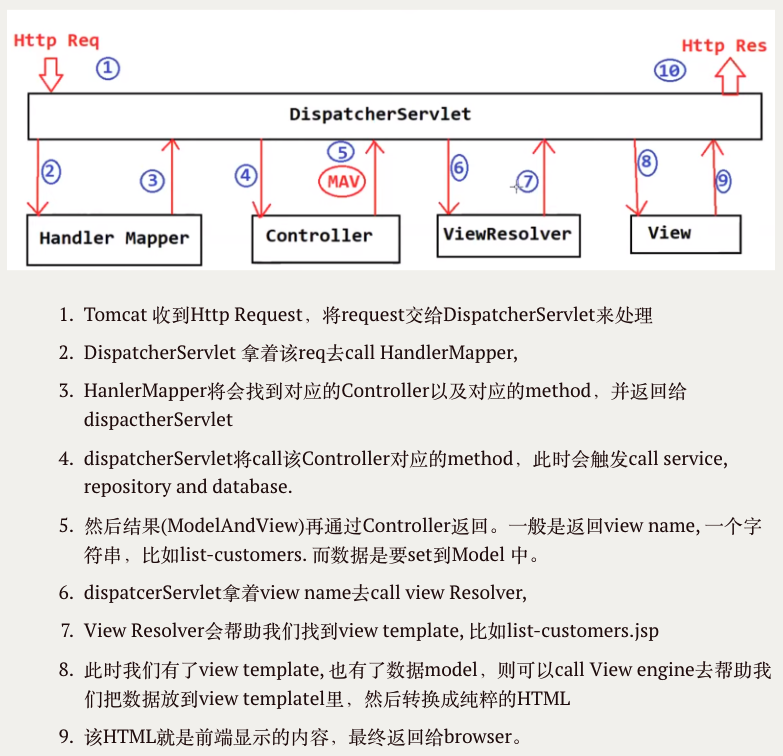 Http Req
Http Res
①
⑩
DispatcherServlet
②
③
④
⑤
MAV
⑥
⑦
⑧
⑨
Handler Mapper
Controller
ViewResolver
View
1. Tomcat 收到Http Request，将request交给DispatcherServlet来处理
2. DispatcherServlet 拿着该req去call HandlerMapper,
3. HanlerMapper将会找到对应的Controller以及对应的method，并返回给
dispactherServlet
4. dispatcherServlet将call该Controller对应的method，此时会触发call service,
repository and database.
5. 然后结果(ModelAndView)再通过Controller返回。一般是返回view name, 一个字
符串，比如list-customers. 而数据是要set到Model 中。
6. dispatcerServlet拿着view name去call view Resolver,
7. View Resolver会帮助我们找到view template, 比如list-customers.jsp
8. 此时我们有了view template, 也有了数据model，则可以call View engine去帮助我
们把数据放到view templatel里，然后转换成纯粹的HTML
9. 该HTML就是前端显示的内容，最终返回给browser。